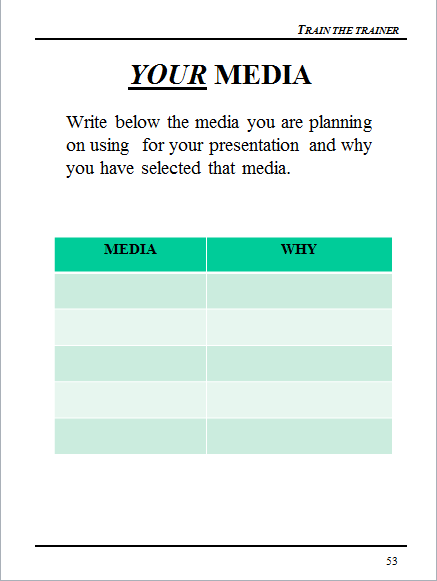 TRAIN THE TRAINER
YOUR MEDIA
Write below the media you are planning
on using for your presentation and why
you have selected that media.
MEDIA WHY
53